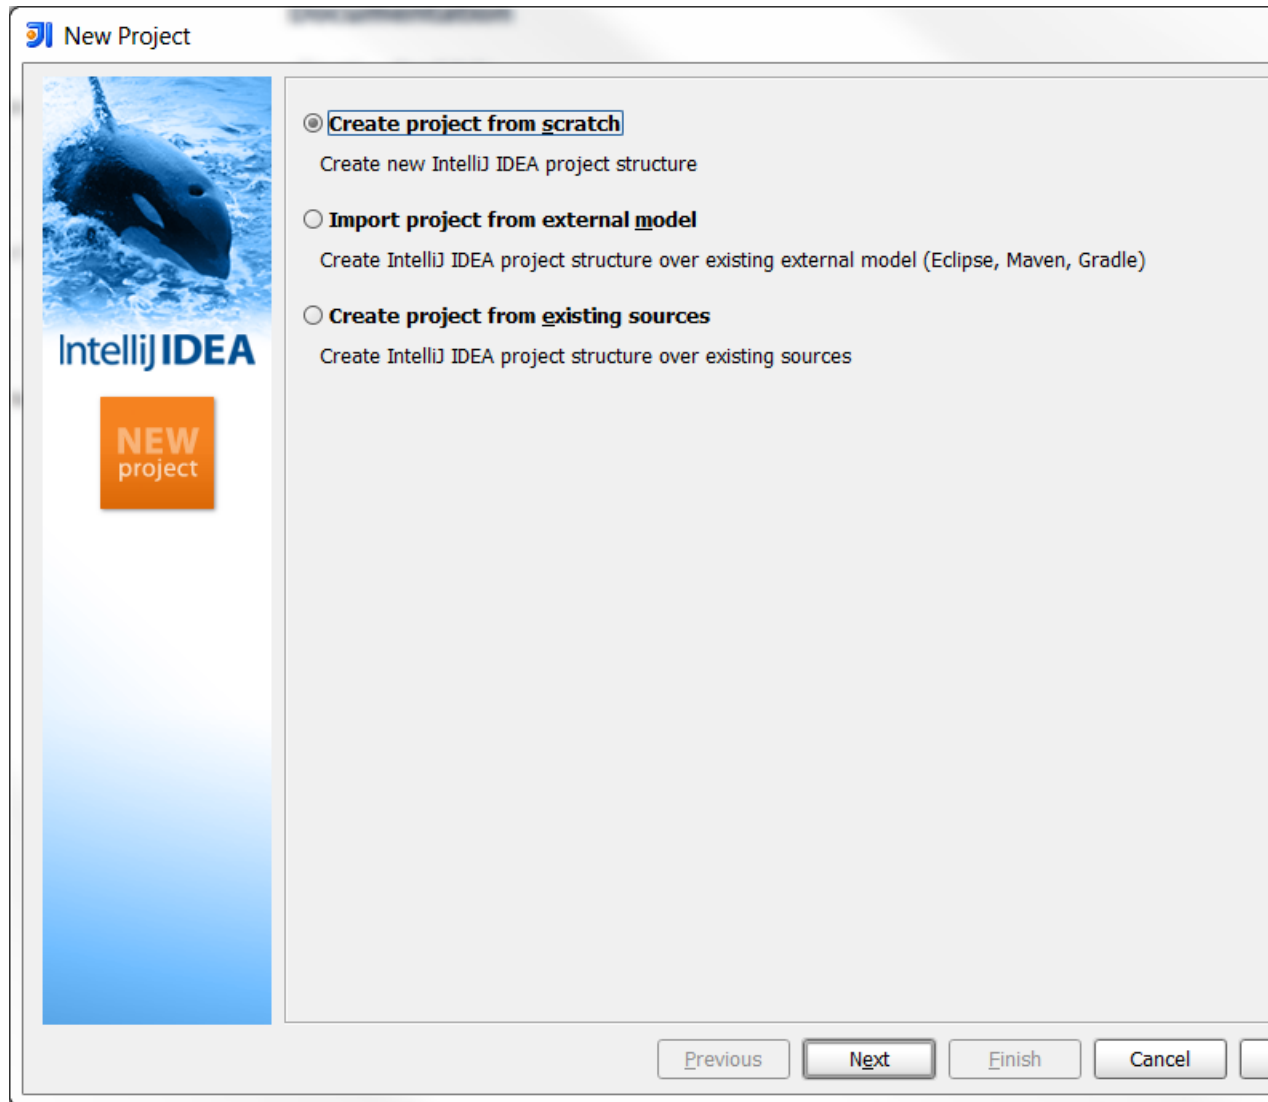 New Project
Create project from scratch
Create new IntelliJ IDEA project structure
Import project from external model
Create IntelliJ IDEA project structure over existing external model (Eclipse, Maven, Gradle)
Create project from existing sources
Create IntelliJ IDEA project structure over existing sources
IntelliJ IDEA
NEW
project
Previous
Next
Finish
Cancel